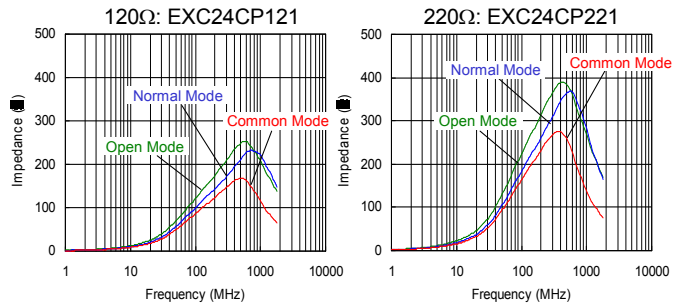 120Ω: EXC24CP121
500
400
300
200
100
0
Impedance (
Normal Mode
Common Mode
Open Mode
1
10
100
1000
10000
Frequency (MHz)
220Ω: EXC24CP221
500
400
300
200
100
0
Impedance (
Common Mode
Normal Mode
Open Mode
1
10
100
1000
10000
Frequency (MHz)